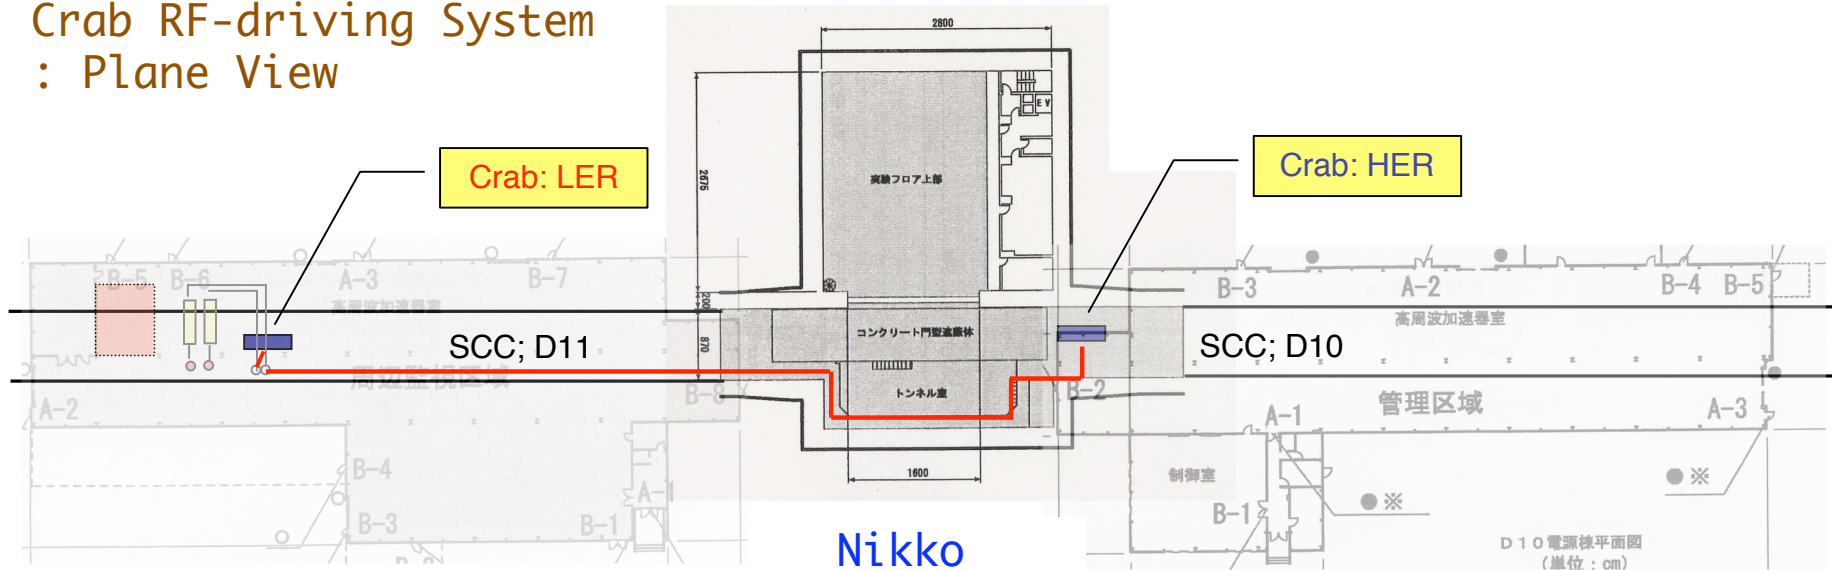 Crab RF-driving System
: Plane View
2800
EV
Crab: LER
Crab: HER
2675
実験フロア上部
B-5
B-6
A-3
B-7
高周波加速器室
200
B-3
A-2
B-4
B-5
高周波加速器室
SCC; D11
870
コンクリート門型遮蔽体
SCC; D10
周辺監視区域
B-8
トンネル室
B-2
管理区域
A-2
A-1
A-3
B-4
1600
制御室
※
A-1
※
B-3
B-1
B-1
Nikko
D10電源棟平面図
(単位：cm)